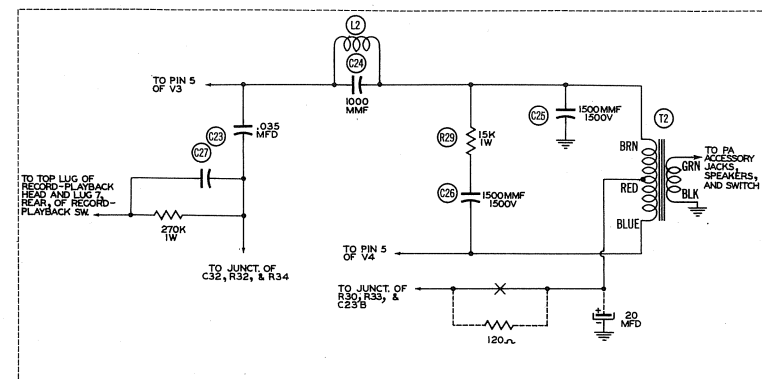 L2
C24
TO PIN 5
OF V3
1000
MMF
C23
.035
MFD
C27
C25
1500MMF
1500V
T2
R29
15K
1W
BRN
TO PA
ACCESSORY
JACKS,
SPEAKERS,
AND SWITCH
GRN
RED
BLK
TO TOP LUG OF
RECORD-PLAYBACK
HEAD AND LUG 7,
REAR, OF RECORD-
PLAYBACK SW.
C26
1500MMF
1500V
BLUE
270K
1W
TO PIN 5
OF V4
TO JUNCT. OF
C32, R32, & R34
TO JUNCT. OF
R30, R33, &
C23B
+
-
20
MFD
120Ω